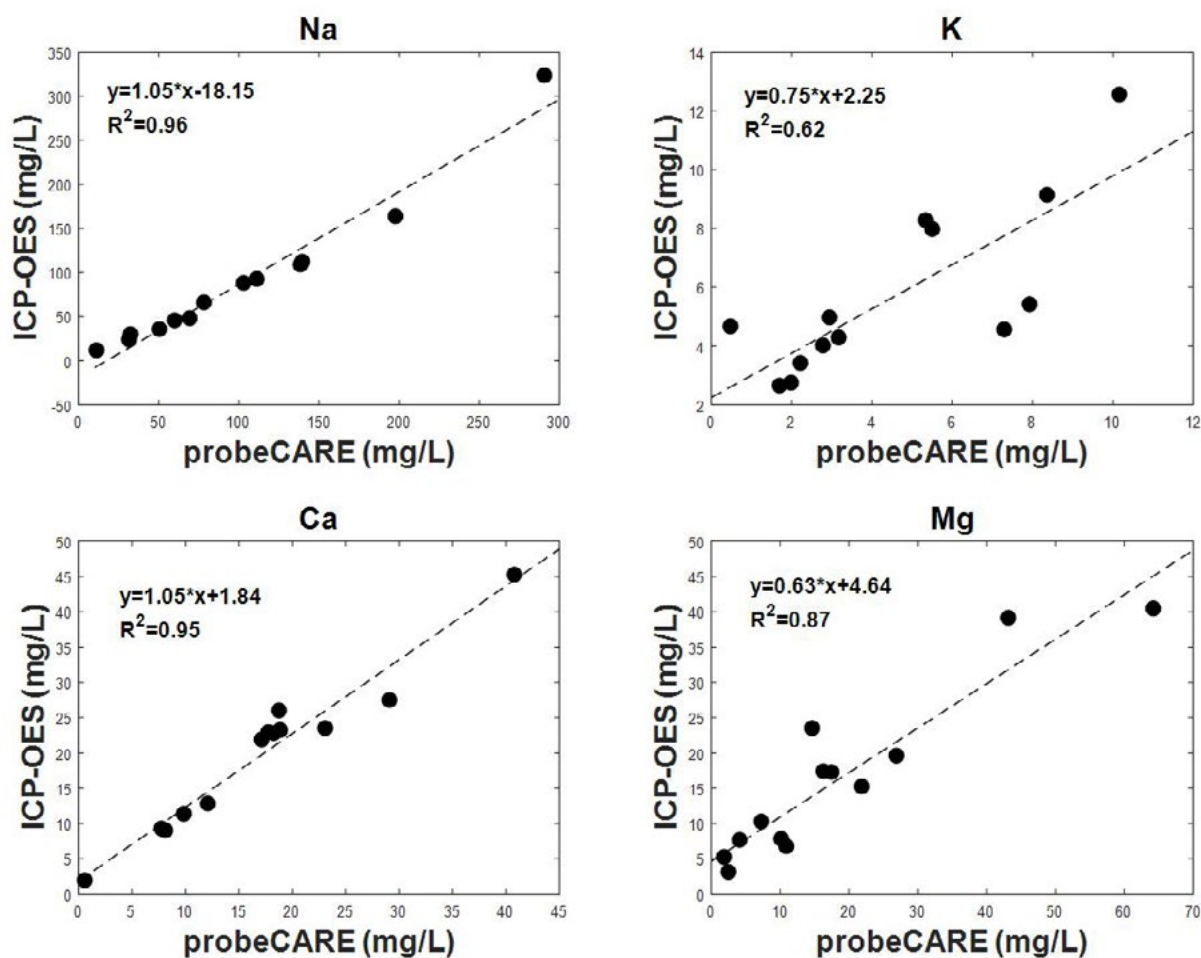 Na
y=1.05*x-18.15
R²=0.96
350
300
250
200
150
100
50
0
-50
ICP-OES (mg/L)
0 50 100 150 200 250 300
probeCARE (mg/L)
K
y=0.75*x+2.25
R²=0.62
14
12
10
8
6
4
2
ICP-OES (mg/L)
0 2 4 6 8 10 12
probeCARE (mg/L)
Ca
y=1.05*x+1.84
R²=0.95
50
45
40
35
30
25
20
15
10
5
0
ICP-OES (mg/L)
0 5 10 15 20 25 30 35 40 45
probeCARE (mg/L)
Mg
y=0.63*x+4.64
R²=0.87
50
45
40
35
30
25
20
15
10
5
0
ICP-OES (mg/L)
0 10 20 30 40 50 60 70
probeCARE (mg/L)